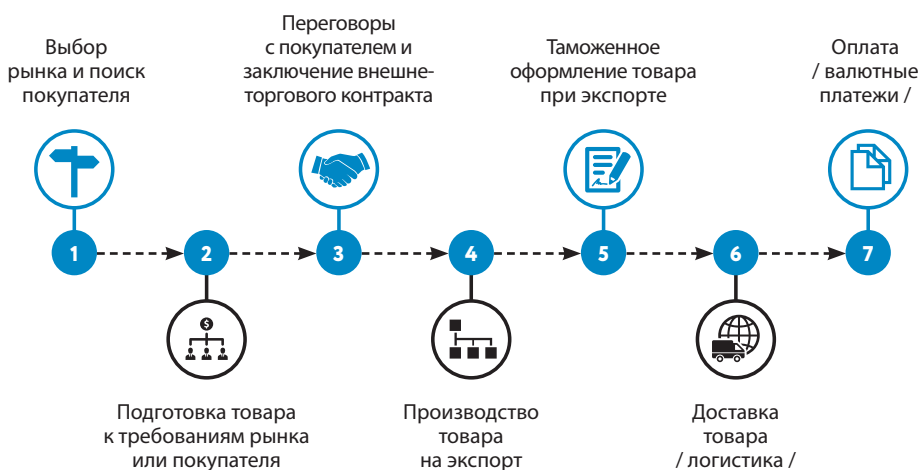 Выбор
рынка и поиск
покупателя
Переговоры
с покупателем и
заключение внешне-
торгового контракта
Таможенное
оформление товара
при экспорте
Оплата
/ валютные
платежи /
1
2
3
4
5
6
7
$
Подготовка товара
к требованиям рынка
или покупателя
Производство
товара
на экспорт
Доставка
товара
/ логистика /